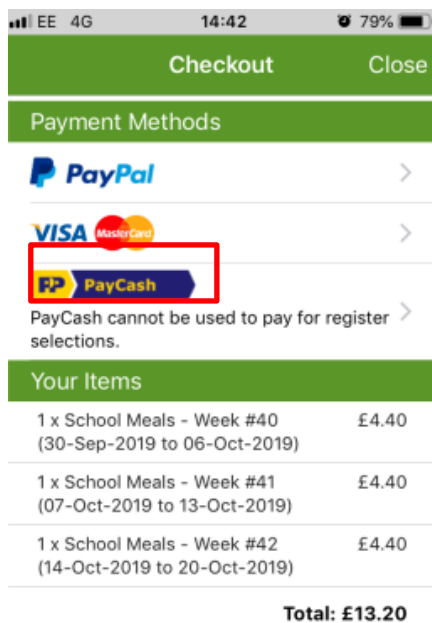 EE 4G 14:42 79%
Checkout Close
Payment Methods
PayPal
VISA MasterCard
PP PayCash
PayCash cannot be used to pay for register
selections.
Your Items
1 x School Meals - Week #40 £4.40
(30-Sep-2019 to 06-Oct-2019)
1 x School Meals - Week #41 £4.40
(07-Oct-2019 to 13-Oct-2019)
1 x School Meals - Week #42 £4.40
(14-Oct-2019 to 20-Oct-2019)
Total: £13.20